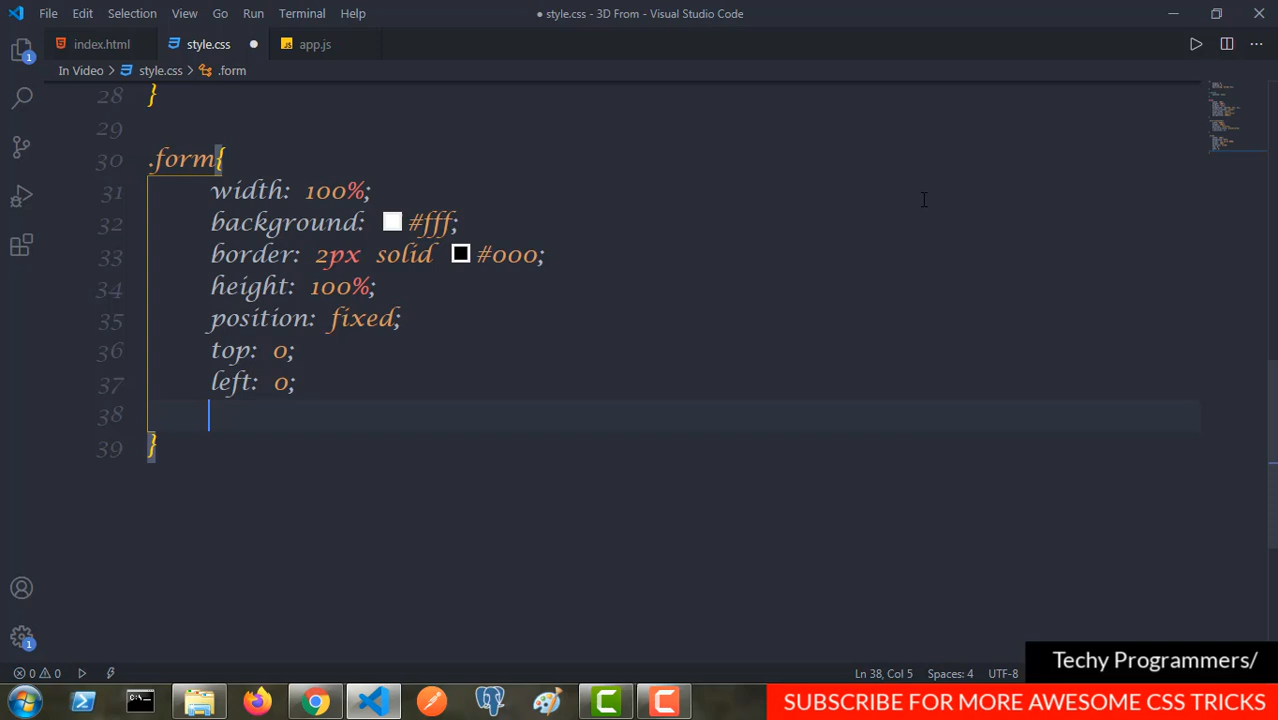 File Edit Selection View Go Run Terminal Help
● style.css - 3D From - Visual Studio Code
index.html style.css ● JS app.js
In Video > style.css > .form
28 }
29
30 .form{
31 width: 100%;
32 background: #fff;
33 border: 2px solid #000;
34 height: 100%;
35 position: fixed;
36 top: 0;
37 left: 0;
38
39 }
1
1
0 0
Ln 38, Col 5 Spaces: 4 UTF-8
Techy Programmers/
SUBSCRIBE FOR MORE AWESOME CSS TRICKS